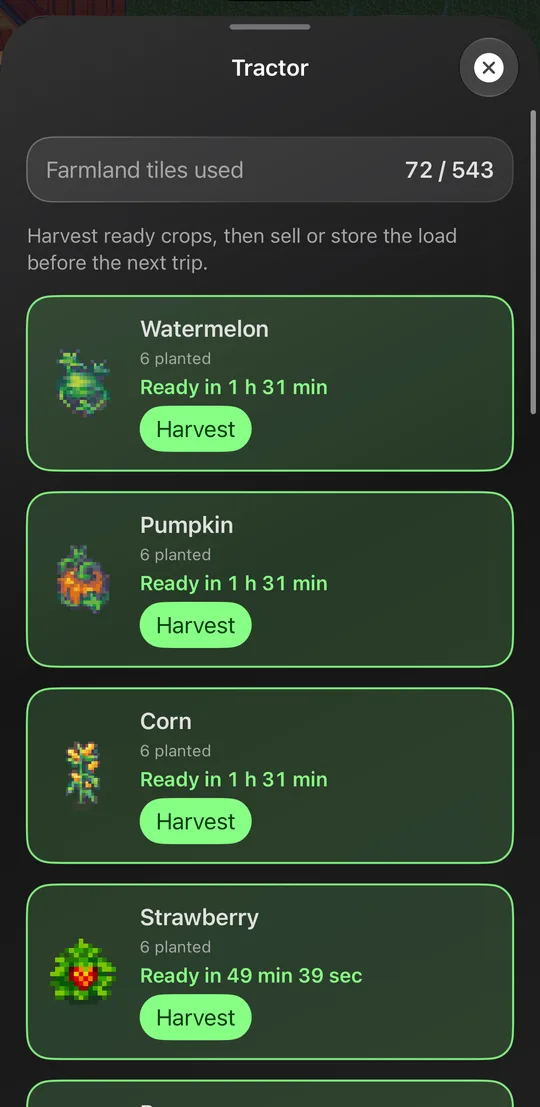 Tractor
Farmland tiles used 72 / 543
Harvest ready crops, then sell or store the load
before the next trip.
Watermelon
6 planted
Ready in 1 h 31 min
Harvest
Pumpkin
6 planted
Ready in 1 h 31 min
Harvest
Corn
6 planted
Ready in 1 h 31 min
Harvest
Strawberry
6 planted
Ready in 49 min 39 sec
Harvest